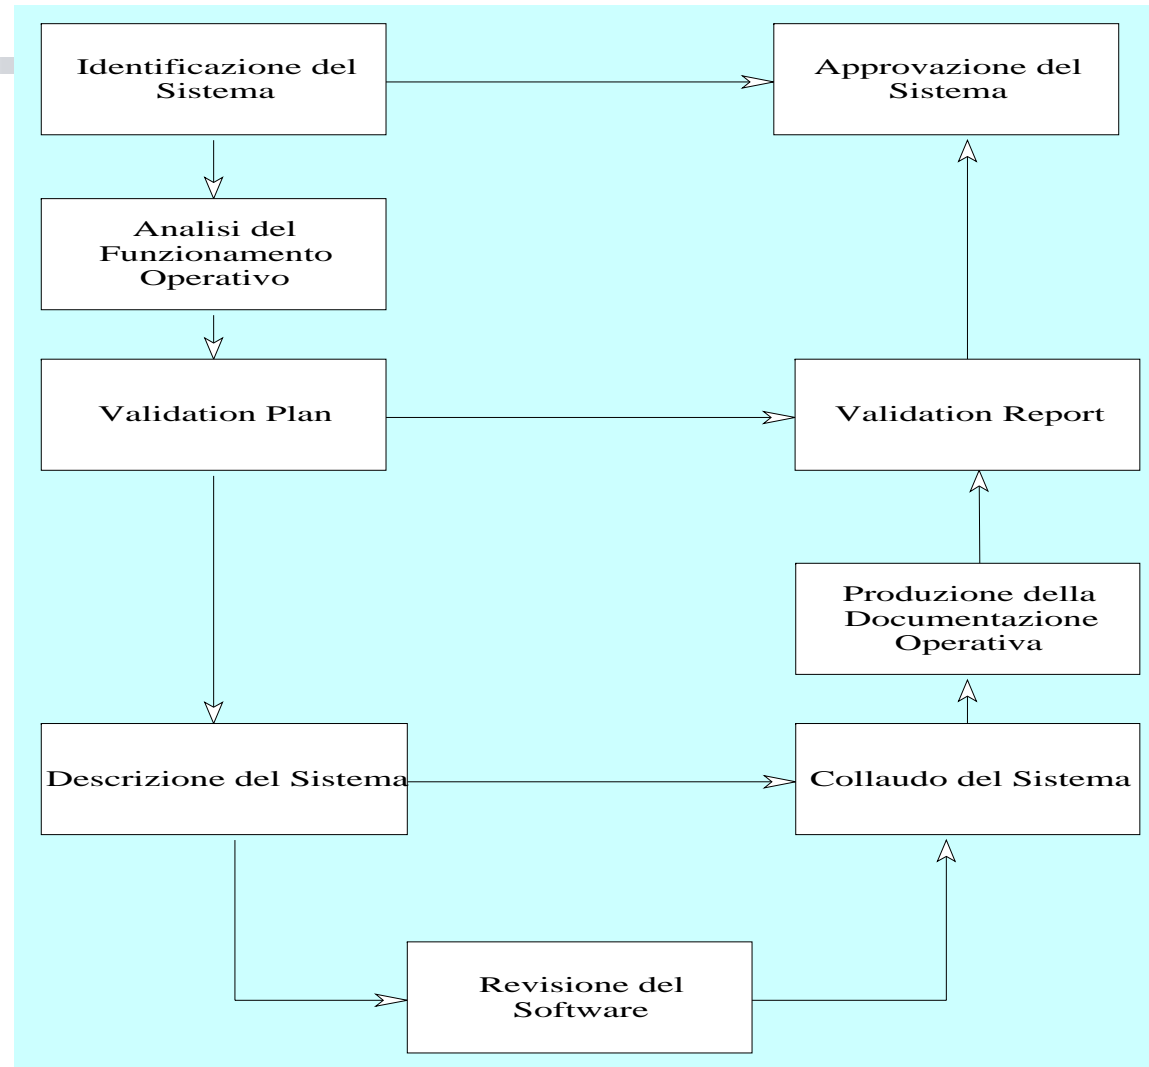 Identificazione del
Sistema
Approvazione del
Sistema
Analisi del
Funzionamento
Operativo
Validation Plan
Validation Report
Produzione della
Documentazione
Operativa
Descrizione del Sistema
Collaudo del Sistema
Revisione del
Software